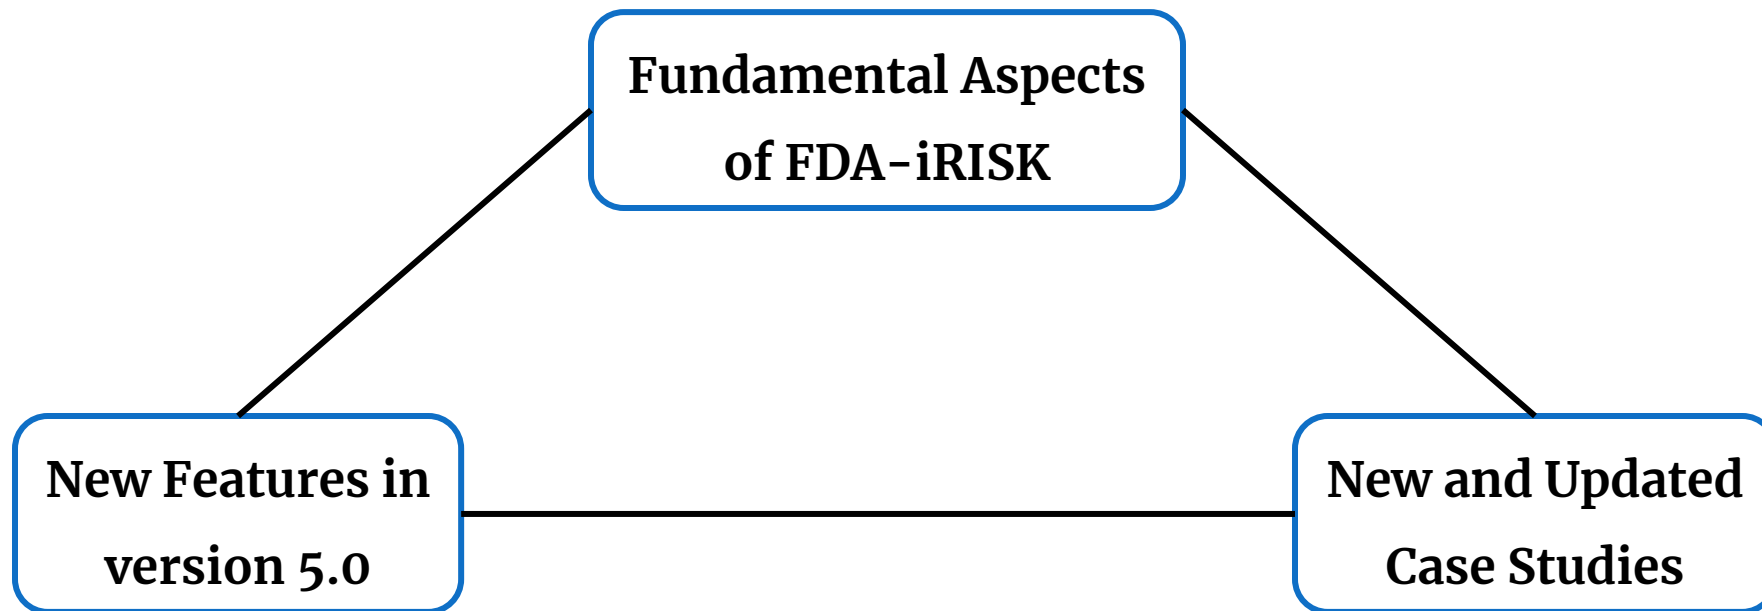 Fundamental Aspects
of FDA-iRISK
New Features in
version 5.0
New and Updated
Case Studies